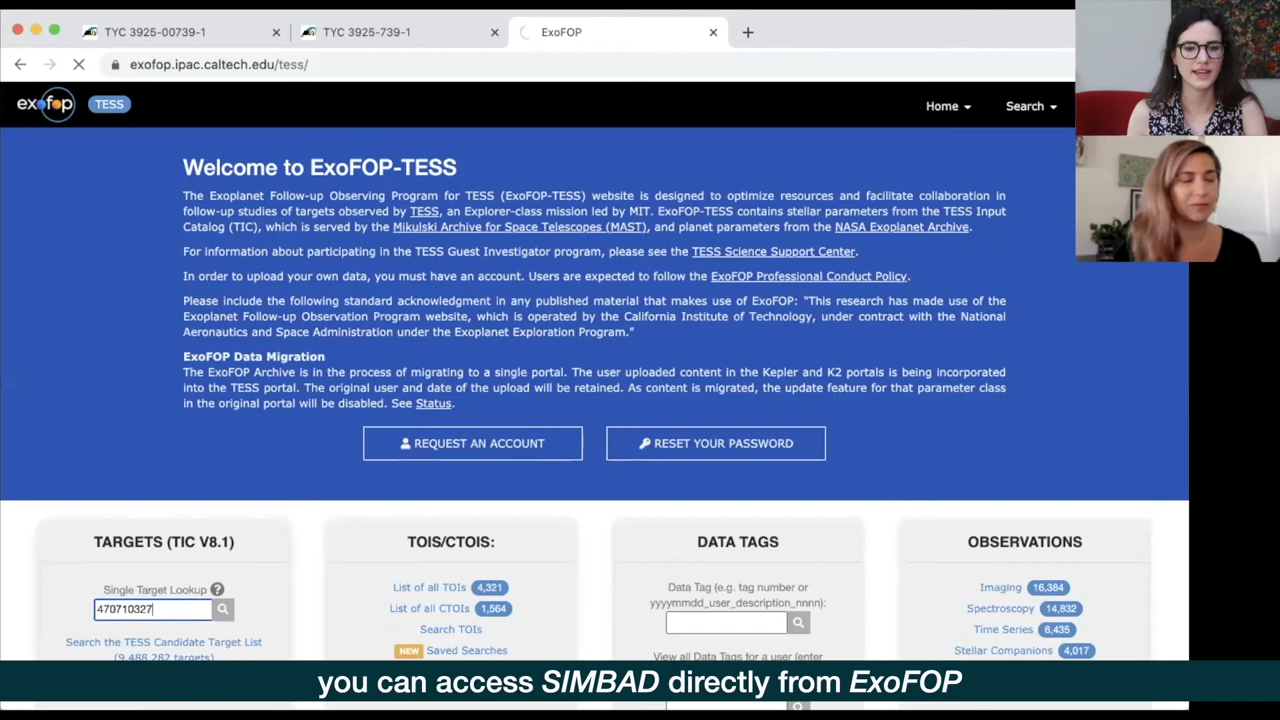 TYC 3925-00739-1
TYC 3925-739-1
ExoFOP
exofop.ipac.caltech.edu/tess/
exofop TESS
Home
Search
Welcome to ExoFOP-TESS
The Exoplanet Follow-up Observing Program for TESS (ExoFOP-TESS) website is designed to optimize resources and facilitate collaboration in
follow-up studies of targets observed by TESS, an Explorer-class mission led by MIT. ExoFOP-TESS contains stellar parameters from the TESS Input
Catalog (TIC), which is served by the Mikulski Archive for Space Telescopes (MAST), and planet parameters from the NASA Exoplanet Archive.
For information about participating in the TESS Guest Investigator program, please see the TESS Science Support Center.
In order to upload your own data, you must have an account. Users are expected to follow the ExoFOP Professional Conduct Policy.
Please include the following standard acknowledgment in any published material that makes use of ExoFOP: "This research has made use of the
Exoplanet Follow-up Observation Program website, which is operated by the California Institute of Technology, under contract with the National
Aeronautics and Space Administration under the Exoplanet Exploration Program."
ExoFOP Data Migration
The ExoFOP Archive is in the process of migrating to a single portal. The user uploaded content in the Kepler and K2 portals is being incorporated
into the TESS portal. The original user and date of the upload will be retained. As content is migrated, the update feature for that parameter class
in the original portal will be disabled. See Status.
REQUEST AN ACCOUNT
RESET YOUR PASSWORD
TARGETS (TIC V8.1)
Single Target Lookup ?
470710327
Search the TESS Candidate Target List
(9,488,282 targets)
TOIS/CTOIS:
List of all TOIs 4,321
List of all CTOIs 1,564
Search TOIs
NEW Saved Searches
DATA TAGS
Data Tag (e.g. tag number or
yyyymmdd_user_description_nnnn):
View all Data Tags for a user (enter
OBSERVATIONS
Imaging 16,384
Spectroscopy 14,832
Time Series 6,435
Stellar Companions 4,017
you can access SIMBAD directly from ExoFOP